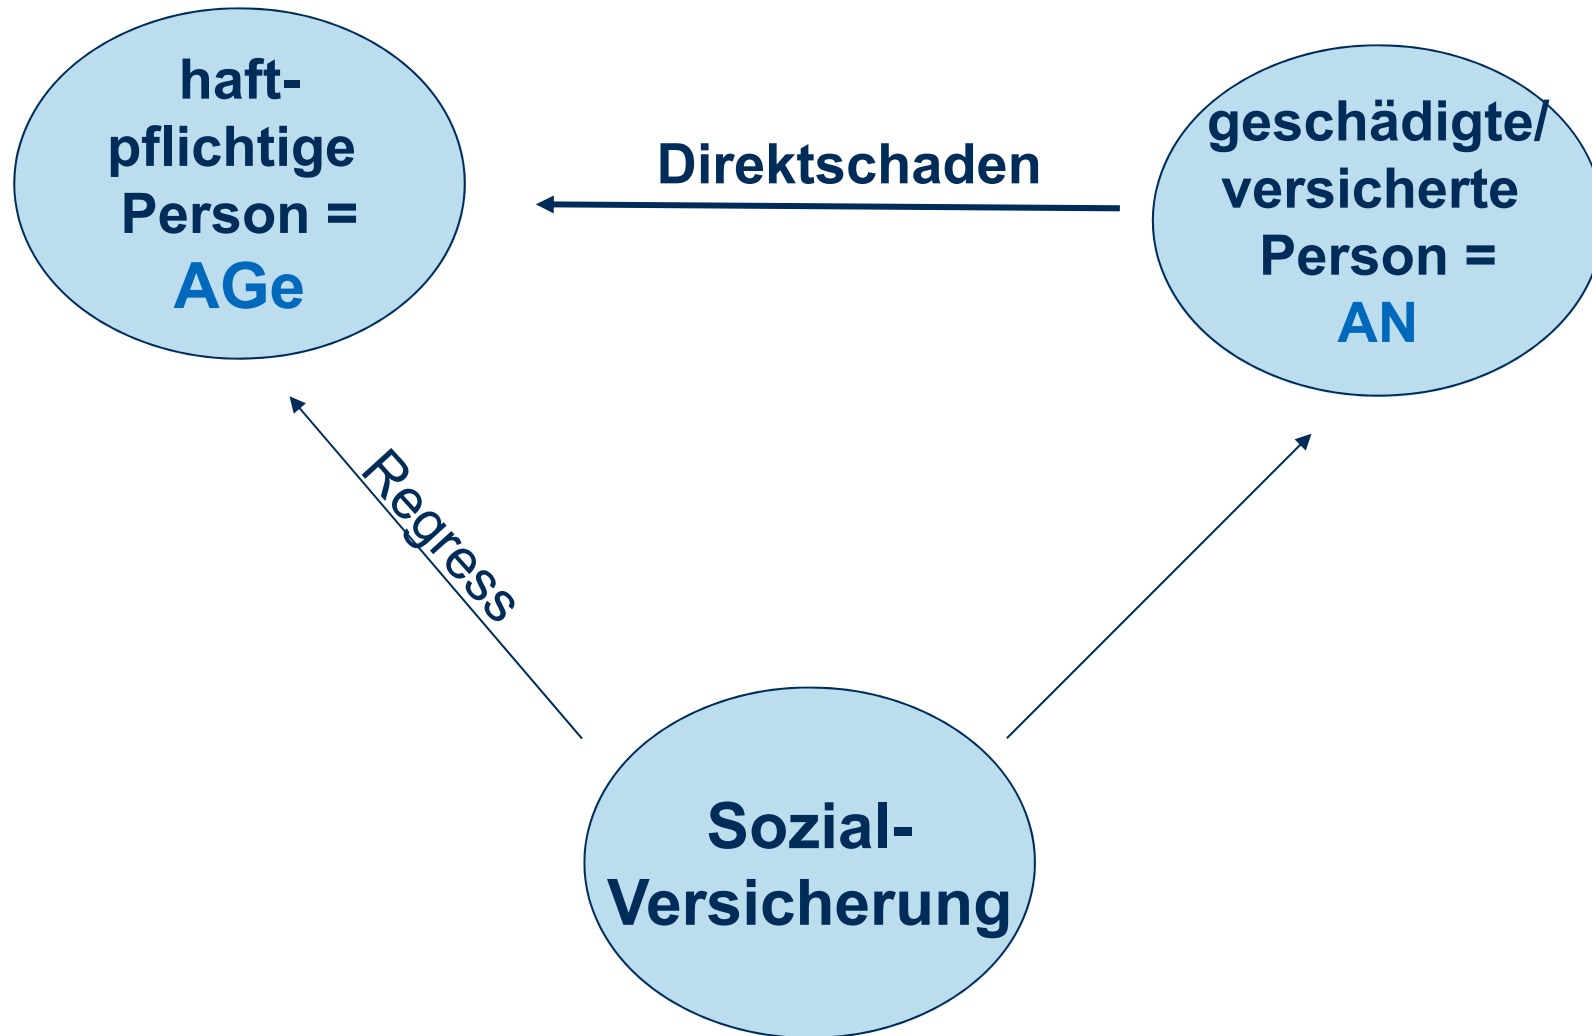 haft-
pflichtige
Person =
AGe
Direktschaden
geschädigte/
versicherte
Person =
AN
Regress
Sozial-
Versicherung